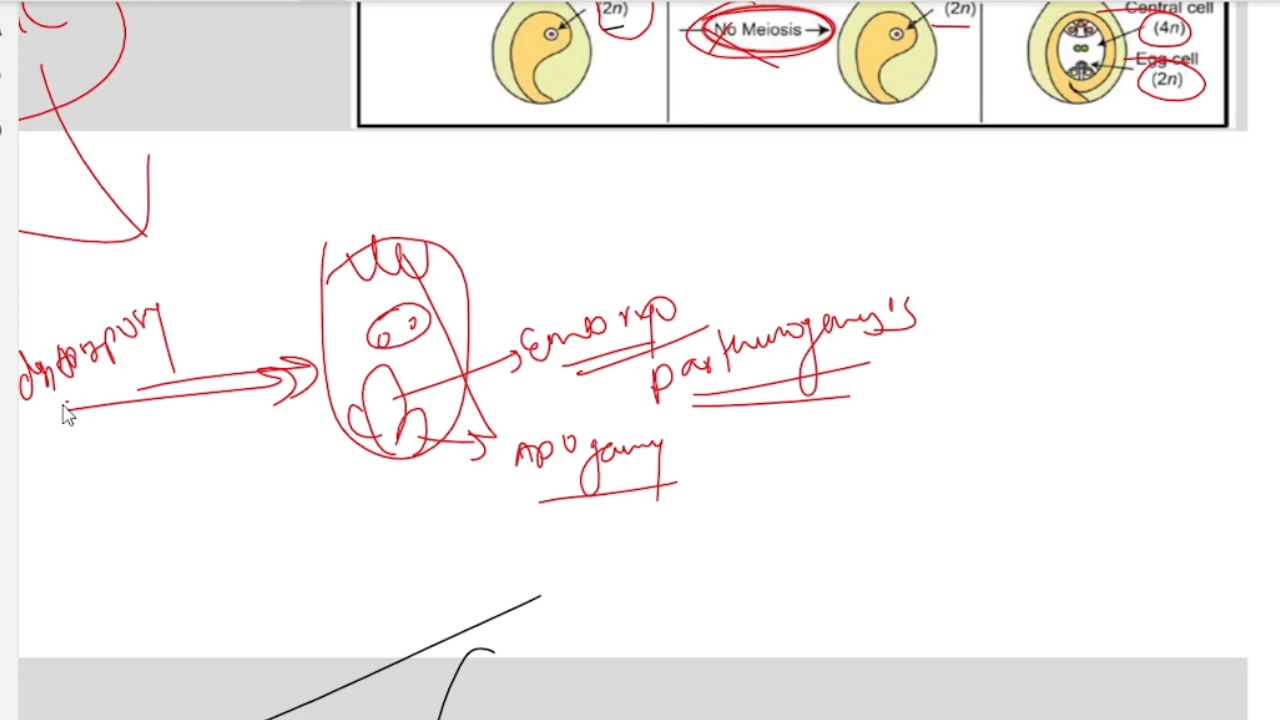 (2n)
No Meiosis
(2n)
Central cell
(4n)
Egg cell
(2n)
Embryo
parthenogenesis
Apogamy